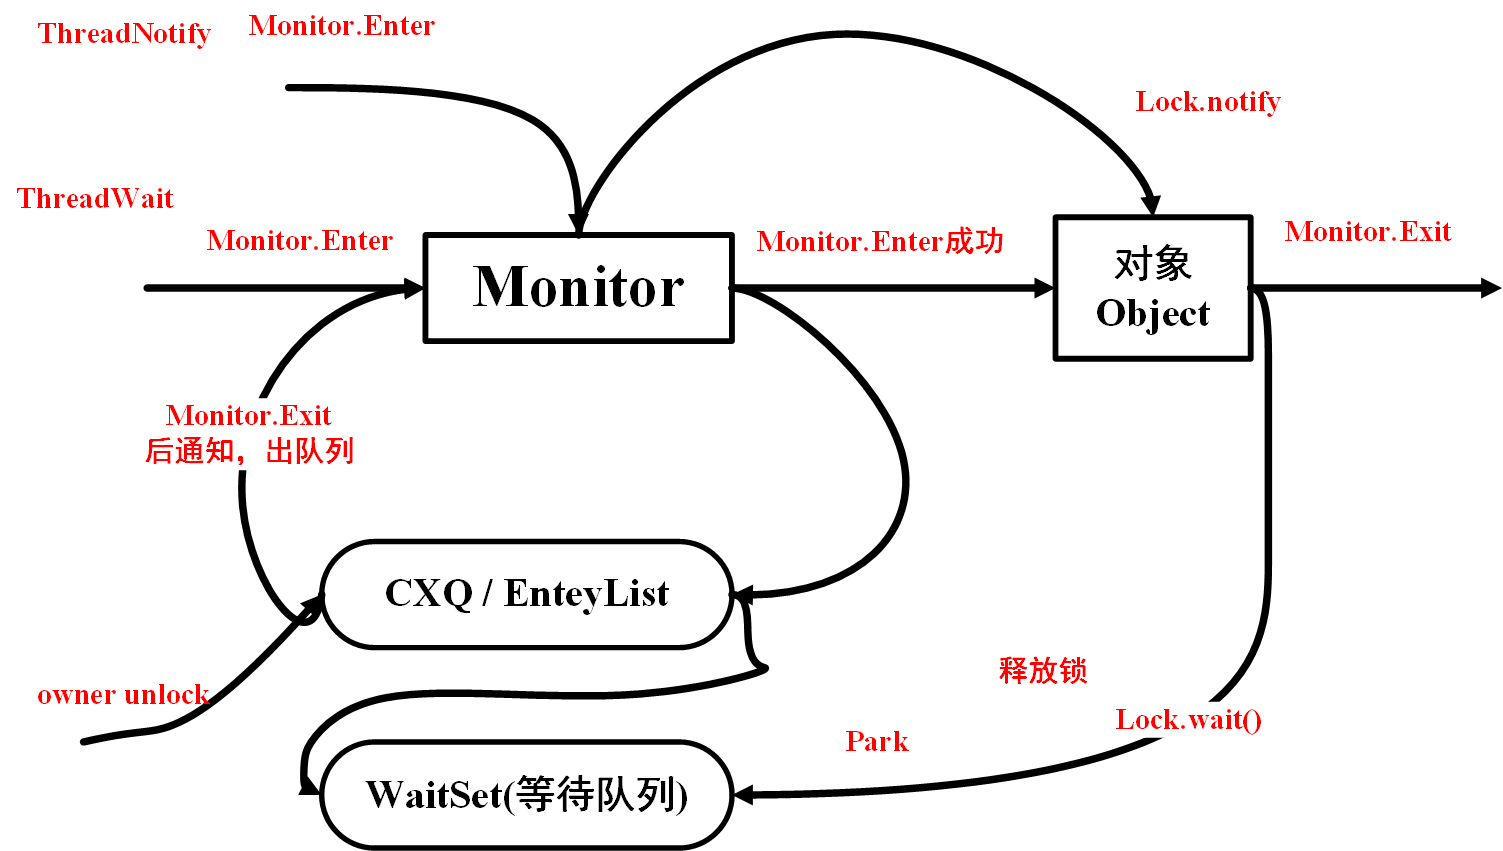 ThreadNotify
Monitor.Enter
Lock.notify
ThreadWait
Monitor.Enter
Monitor
Monitor.Enter成功
对象
Object
Monitor.Exit
Monitor.Exit
后通知，出队列
CXQ / EnteyList
owner unlock
释放锁
Lock.wait()
Park
WaitSet(等待队列)